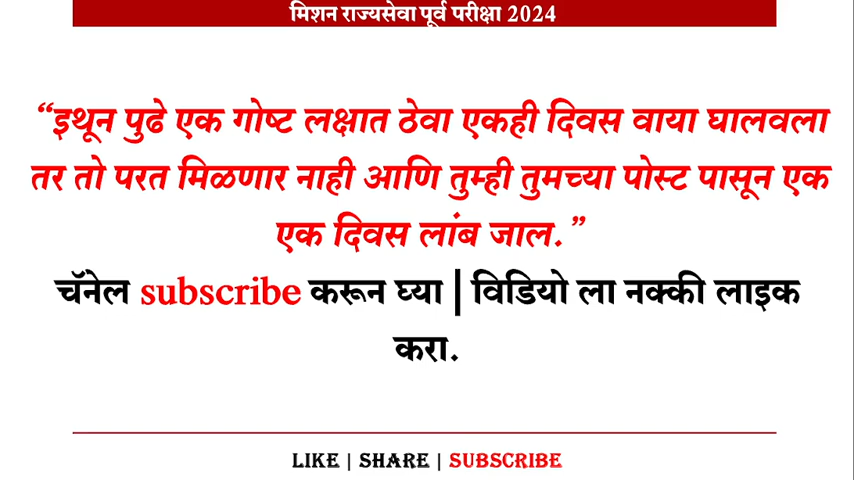 मिशन राज्यसेवा पूर्व परीक्षा 2024
“इथून पुढे एक गोष्ट लक्षात ठेवा एकही दिवस वाया घालवला
तर तो परत मिळणार नाही आणि तुम्ही तुमच्या पोस्ट पासून एक
एक दिवस लांब जाल.”
चॅनेल subscribe करून घ्या | विडियो ला नक्की लाइक
करा.
LIKE | SHARE | SUBSCRIBE